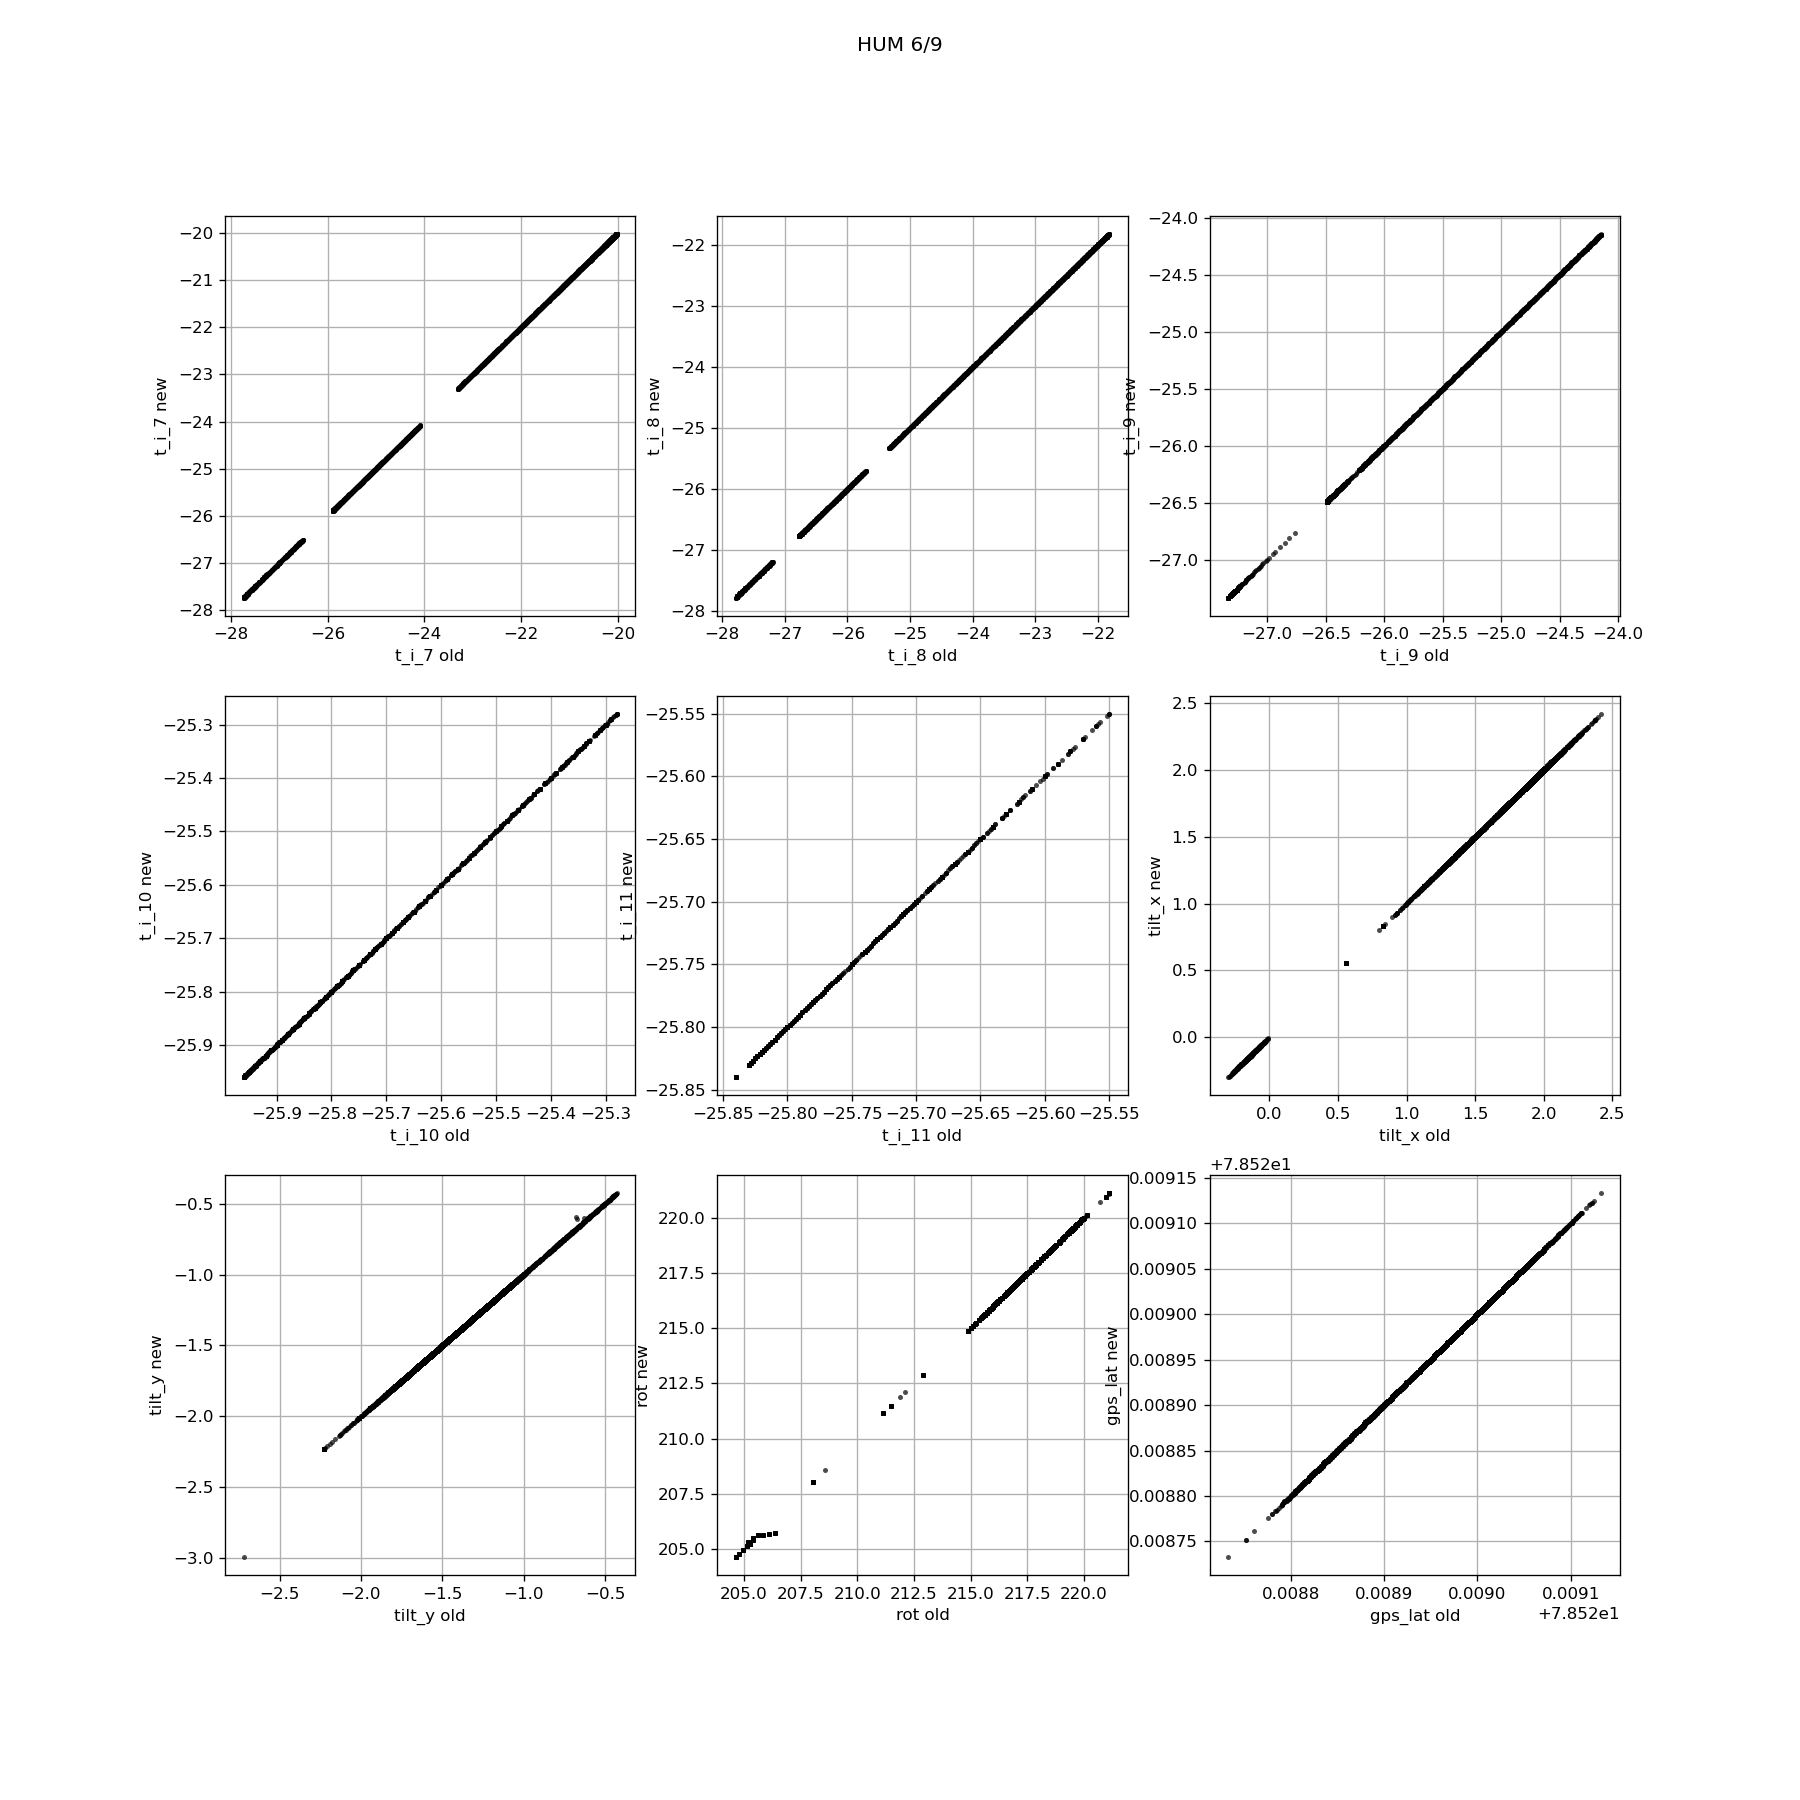 HUM 6/9
−20
−21
−22
−23
−24
−25
−26
−27
−28
t_i_7 new
−28 −26 −24 −22 −20
t_i_7 old
−22
−23
−24
−25
−26
−27
−28
t_i_8 new
−28 −27 −26 −25 −24 −23 −22
t_i_8 old
−24.0
−24.5
−25.0
−25.5
−26.0
−26.5
−27.0
t_i_9 new
−27.0 −26.5 −26.0 −25.5 −25.0 −24.5 −24.0
t_i_9 old
−25.3
−25.4
−25.5
−25.6
−25.7
−25.8
−25.9
t_i_10 new
−25.9 −25.8 −25.7 −25.6 −25.5 −25.4 −25.3
t_i_10 old
−25.55
−25.60
−25.65
−25.70
−25.75
−25.80
−25.85
t_i_11 new
−25.85 −25.80 −25.75 −25.70 −25.65 −25.60 −25.55
t_i_11 old
2.5
2.0
1.5
1.0
0.5
0.0
tilt_x new
0.0 0.5 1.0 1.5 2.0 2.5
tilt_x old
−0.5
−1.0
−1.5
−2.0
−2.5
−3.0
tilt_y new
−2.5 −2.0 −1.5 −1.0 −0.5
tilt_y old
220.0
217.5
215.0
212.5
210.0
207.5
205.0
rot new
205.0 207.5 210.0 212.5 215.0 217.5 220.0
rot old
+7.852e1
0.00915
0.00910
0.00905
0.00900
0.00895
0.00890
0.00885
0.00880
0.00875
gps_lat new
0.0088 0.0089 0.0090 0.0091
gps_lat old +7.852e1